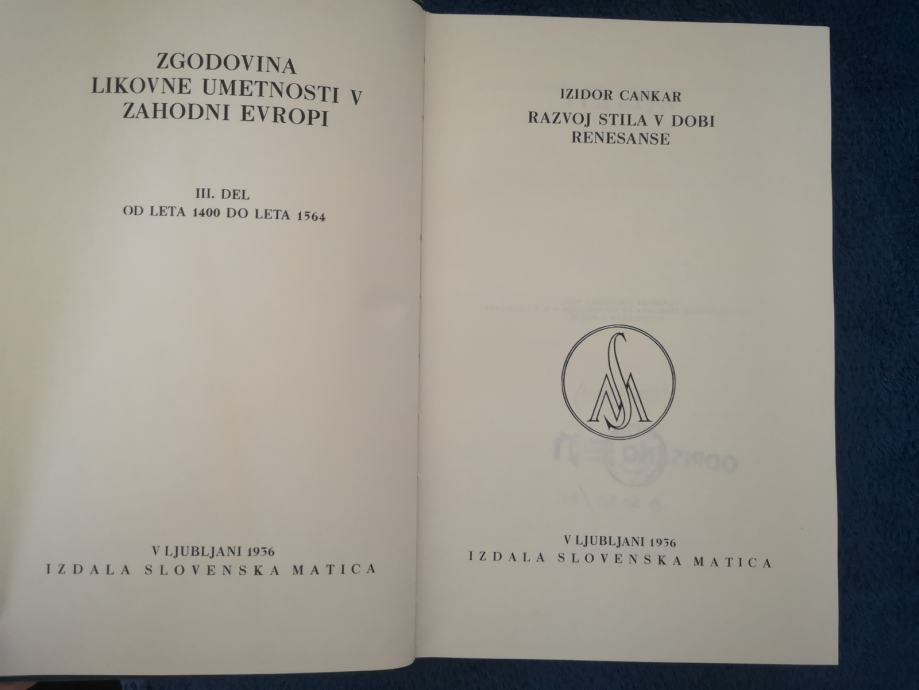 ZGODOVINA
LIKOVNE UMETNOSTI V
ZAHODNI EVROPI
III. DEL
OD LETA 1400 DO LETA 1564
V LJUBLJANI 1936
IZDALA SLOVENSKA MATICA
IZIDOR CANKAR
RAZVOJ STILA V DOBI
RENESANSE
SM
V LJUBLJANI 1936
IZDALA SLOVENSKA MATICA